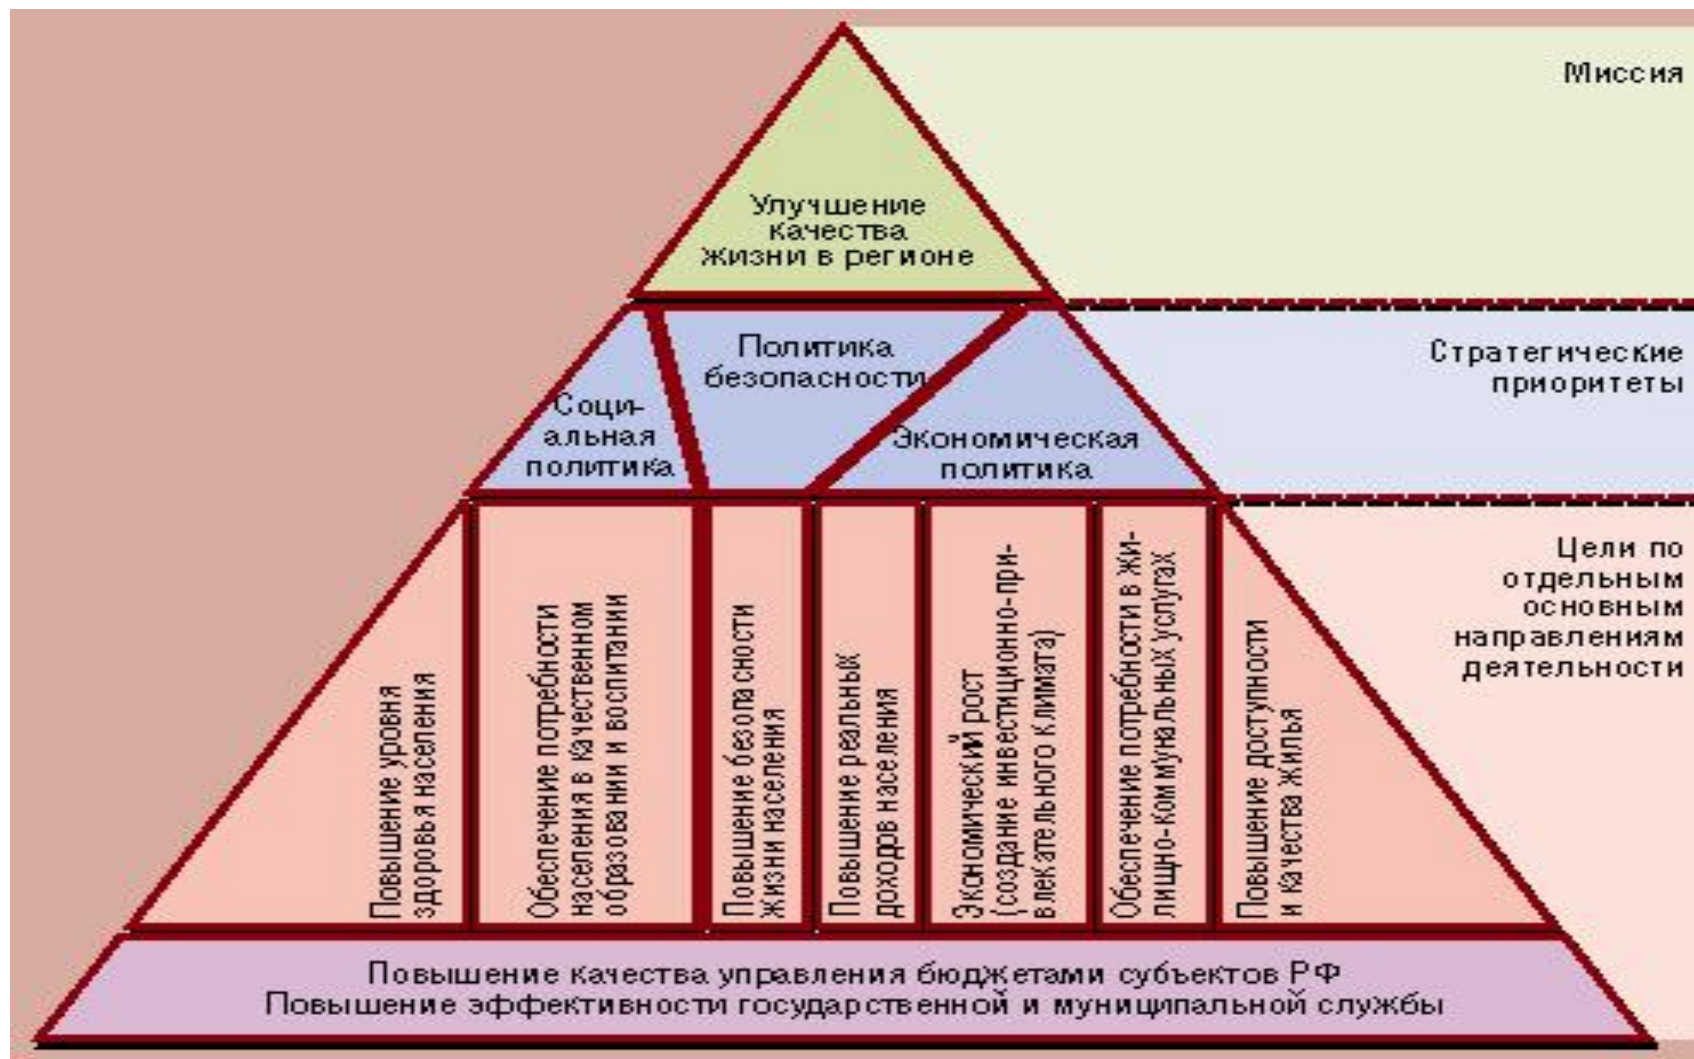 Миссия
Улучшение
качества
жизни в регионе
Стратегические
приоритеты
Соци-
альная
политика
Политика
безопасности
Экономическая
политика
Цели по
отдельным
основным
направлениям
деятельности
Повышение уровня
здоровья населения
Обеспечение потребности
населения в качественном
образовании и воспитании
Повышение безопасности
жизни населения
Повышение реальных
доходов населения
Экономический рост
(создание инвестиционно-при-
влекательного климата)
Обеспечение потребности в жи-
лищно-коммунальных услугах
Повышение доступности
и качества жилья
Повышение качества управления бюджетами субъектов РФ
Повышение эффективности государственной и муниципальной службы